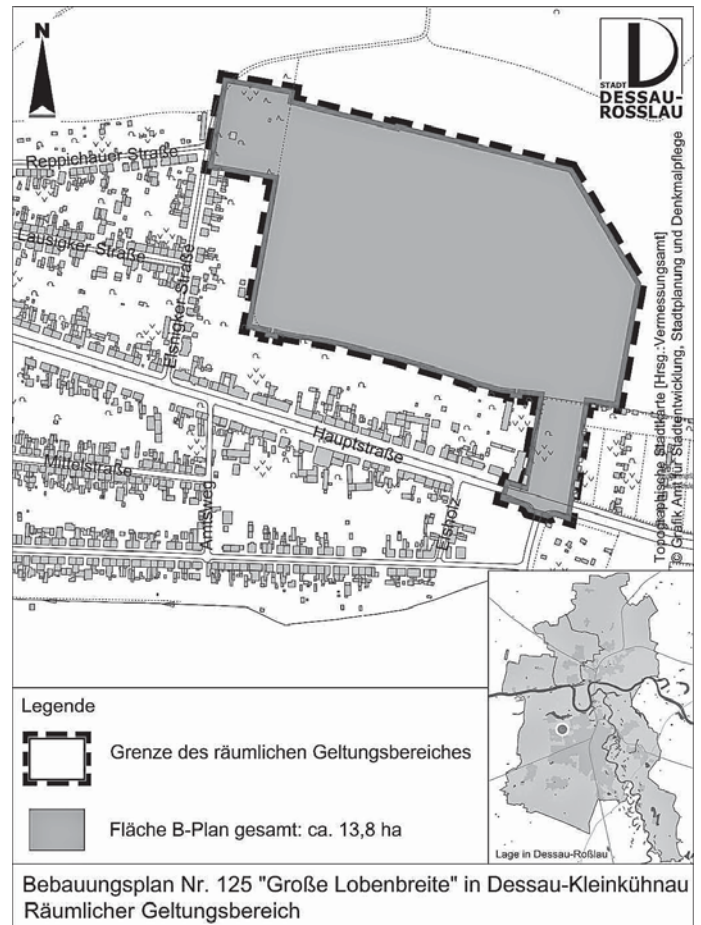 N
STADT
DESSAU-
ROSSLAU
Reppichauer Straße
Lausigker Straße
Elsnigker Straße
Hauptstraße
Mittelstraße
Amtsweg
Elsholz
Topographische Stadtkarte [Hrsg.:Vermessungsamt]
© Grafik Amt für Stadtentwicklung, Stadtplanung und Denkmalpflege
Legende
Grenze des räumlichen Geltungsbereiches
Fläche B-Plan gesamt: ca. 13,8 ha
Lage in Dessau-Roßlau
Bebauungsplan Nr. 125 "Große Lobenbreite" in Dessau-Kleinkühnau
Räumlicher Geltungsbereich